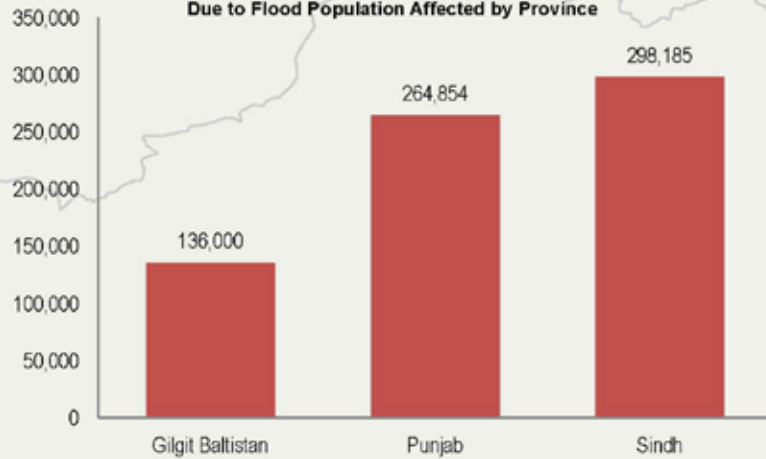 Due to Flood Population Affected by Province
350,000
300,000
250,000
200,000
150,000
100,000
50,000
0
136,000
264,854
298,185
Gilgit Baltistan
Punjab
Sindh